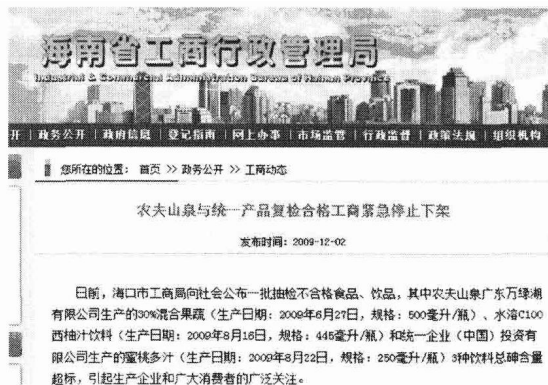 海南省工商行政管理局
Industrial & Commercial Administration Bureau of Hainan Province
开 | 政务公开 | 政府信息 | 登记指南 | 网上办事 | 市场监管 | 行政监督 | 政策法规 | 组织机构
您所在的位置: 首页 >> 政务公开 >> 工商动态
农夫山泉与统一产品复检合格工商紧急停止下架
发布时间: 2009-12-02
日前，海口市工商局向社会公布一批抽检不合格食品、饮品，其中农夫山泉广东万绿湖
有限公司生产的30%混合果蔬（生产日期：2009年6月27日，规格：500毫升/瓶）、水溶C100
西柚汁饮料（生产日期：2009年8月16日，规格：445毫升/瓶）和统一企业（中国）投资有
限公司生产的蜜桃多汁（生产日期：2009年8月22日，规格：250毫升/瓶）3种饮料总砷含量
超标，引起生产企业和广大消费者的广泛关注。